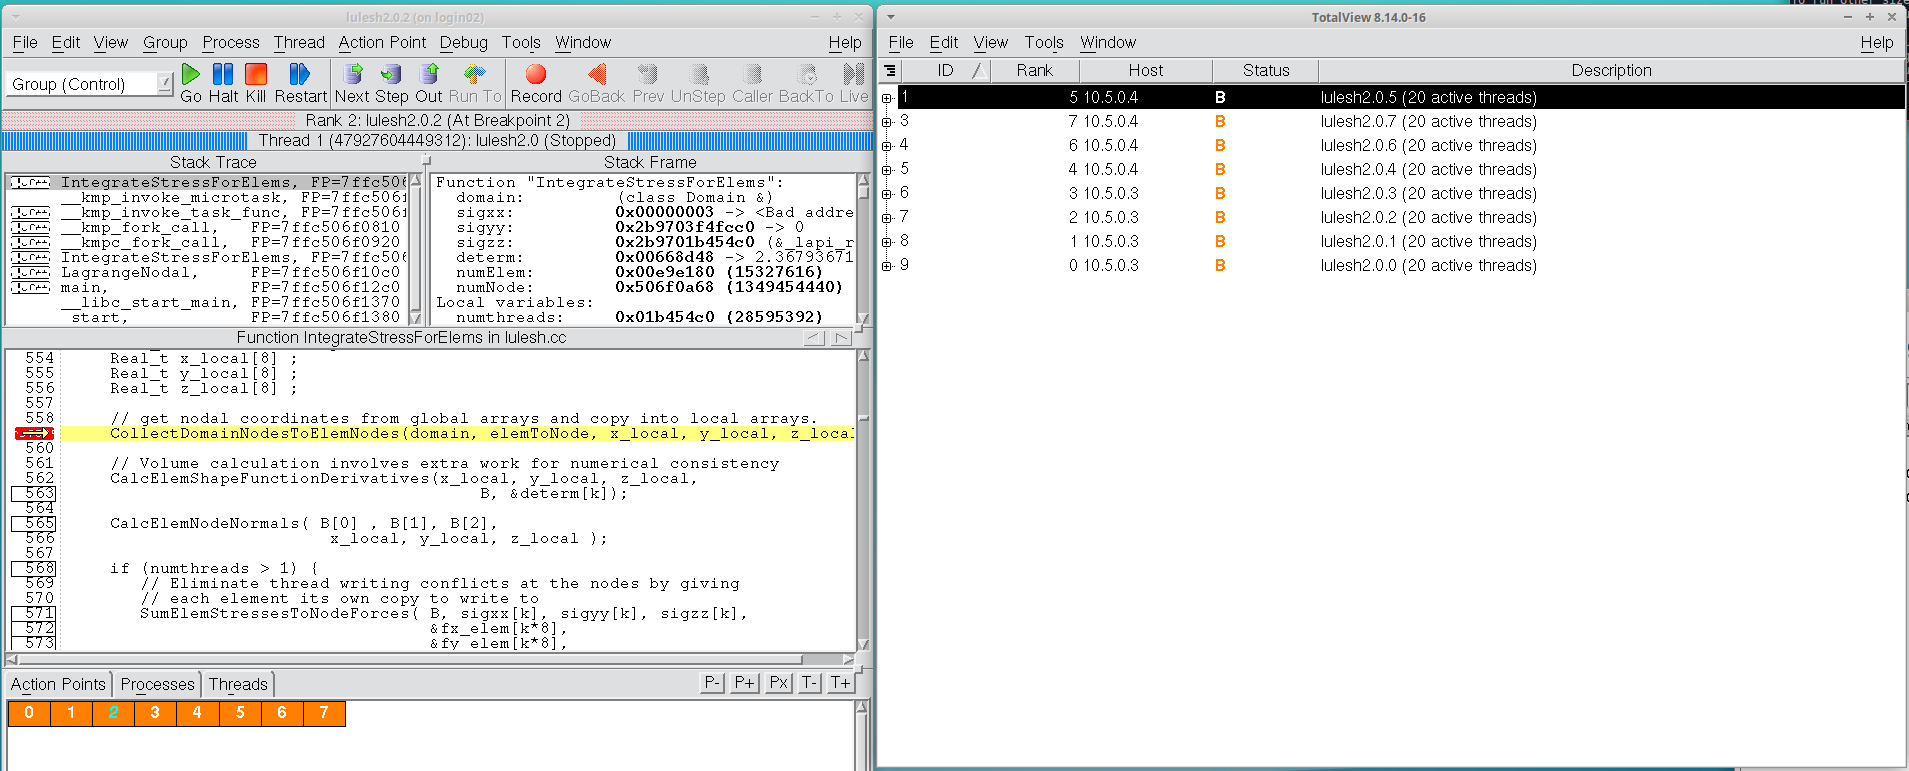 lulesh2.0.2 (on login02)
File Edit View Group Process Thread Action Point Debug Tools Window Help
Group (Control)
Go Halt Kill Restart Next Step Out Run To Record GoBack Prev UnStep Caller BackTo Live
Rank 2: lulesh2.0.2 (At Breakpoint 2)
Thread 1 (47927604449312): lulesh2.0 (Stopped)
Stack Trace
IntegrateStressForElems, FP=7ffc506f
__kmp_invoke_microtask, FP=7ffc506f
__kmp_invoke_task_func, FP=7ffc506f
__kmp_fork_call, FP=7ffc506f0810
__kmpc_fork_call, FP=7ffc506f0920
IntegrateStressForElems, FP=7ffc506f
LagrangeNodal, FP=7ffc506f10c0
main, FP=7ffc506f12c0
__libc_start_main, FP=7ffc506f1370
_start, FP=7ffc506f1380
Stack Frame
Function "IntegrateStressForElems":
domain: (class Domain &)
sigxx: 0x00000003 -> <Bad addre
sigyy: 0x2b9703f4fcc0 -> 0
sigzz: 0x2b9701b454c0 (&_lapi_r
determ: 0x00668d48 -> 2.36793671
numElem: 0x00e9e180 (15327616)
numNode: 0x506f0a68 (1349454440)
Local variables:
numthreads: 0x01b454c0 (28595392)
Function IntegrateStressForElems in lulesh.cc
554 Real_t x_local[8] ;
555 Real_t y_local[8] ;
556 Real_t z_local[8] ;
557
558 // get nodal coordinates from global arrays and copy into local arrays.
CollectDomainNodesToElemNodes(domain, elemToNode, x_local, y_local, z_local
560
561 // Volume calculation involves extra work for numerical consistency
562 CalcElemShapeFunctionDerivatives(x_local, y_local, z_local,
563 B, &determ[k]);
564
565 CalcElemNodeNormals( B[0] , B[1], B[2],
566 x_local, y_local, z_local );
567
568 if (numthreads > 1) {
569 // Eliminate thread writing conflicts at the nodes by giving
570 // each element its own copy to write to
571 SumElemStressesToNodeForces( B, sigxx[k], sigyy[k], sigzz[k],
572 &fx_elem[k*8],
573 &fy_elem[k*8],
Action Points Processes Threads P- P+ Px T- T+
0 1 2 3 4 5 6 7
TotalView 8.14.0-16
File Edit View Tools Window Help
ID Rank Host Status Description
1 5 10.5.0.4 B lulesh2.0.5 (20 active threads)
3 7 10.5.0.4 B lulesh2.0.7 (20 active threads)
4 6 10.5.0.4 B lulesh2.0.6 (20 active threads)
5 4 10.5.0.4 B lulesh2.0.4 (20 active threads)
6 3 10.5.0.3 B lulesh2.0.3 (20 active threads)
7 2 10.5.0.3 B lulesh2.0.2 (20 active threads)
8 1 10.5.0.3 B lulesh2.0.1 (20 active threads)
9 0 10.5.0.3 B lulesh2.0.0 (20 active threads)